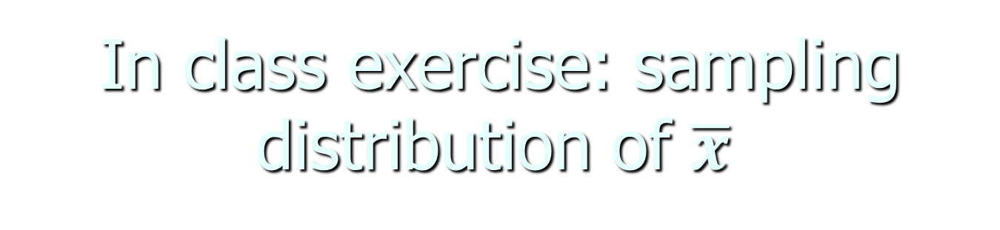 In class exercise: sampling
distribution of x̅